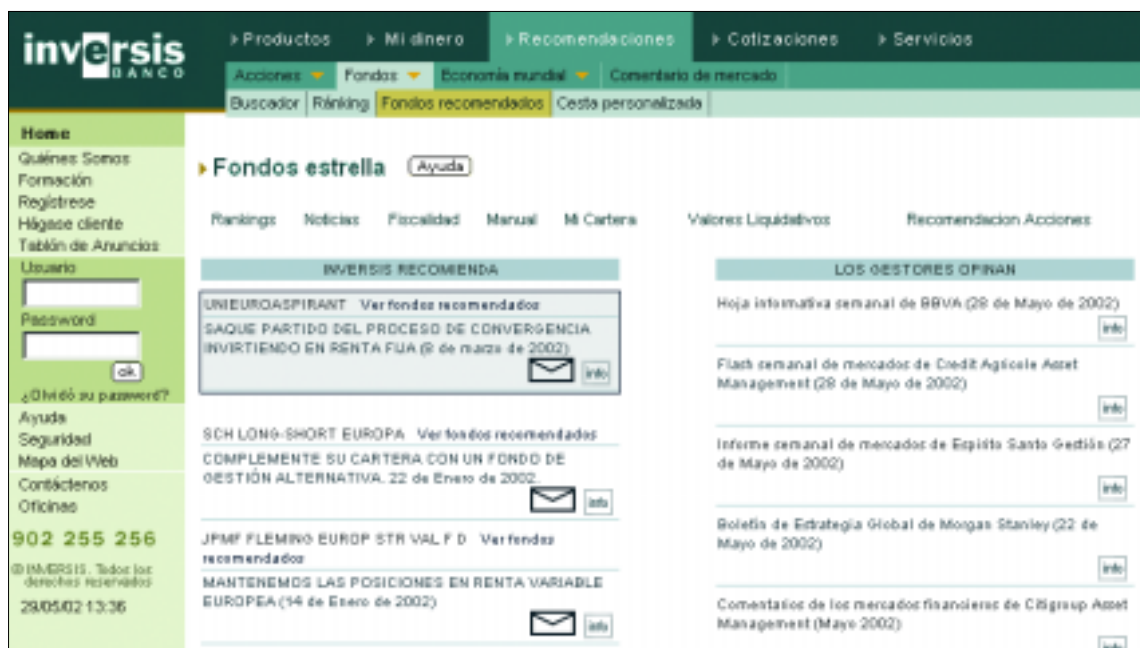 inversis
BANCO
Productos Mi dinero Recomendaciones Cotizaciones Servicios
Acciones Fondos Economía mundial Comentario de mercado
Buscador Ránking Fondos recomendados Cesta personalizada
Home
Quiénes Somos
Formación
Regístrese
Hágase cliente
Tablón de Anuncios
Usuario
Password
ok
¿Olvidó su password?
Ayuda
Seguridad
Mapa del Web
Contáctenos
Oficinas
902 255 256
© INVERSIS. Todos los
derechos reservados
29/05/02 13:36
Fondos estrella Ayuda
Rankings Noticias Fiscalidad Manual Mi Cartera Valores Liquidativos Recomendacion Acciones
INVERSIS RECOMIENDA
UNIEUROASPIRANT Ver fondos recomendados
SAQUE PARTIDO DEL PROCESO DE CONVERGENCIA
INVIRTIENDO EN RENTA FIJA (8 de marzo de 2002)
info
SCH LONG-SHORT EUROPA Ver fondos recomendados
COMPLEMENTE SU CARTERA CON UN FONDO DE
GESTIÓN ALTERNATIVA. 22 de Enero de 2002.
info
JPMF FLEMING EUROP STR VAL F D Ver fondos
recomendados
MANTENEMOS LAS POSICIONES EN RENTA VARIABLE
EUROPEA (14 de Enero de 2002)
info
LOS GESTORES OPINAN
Hoja informativa semanal de BBVA (28 de Mayo de 2002)
info
Flash semanal de mercados de Credit Agricole Asset
Management (28 de Mayo de 2002)
info
Informe semanal de mercados de Espirito Santo Gestión (27
de Mayo de 2002)
info
Boletín de Estrategia Global de Morgan Stanley (22 de
Mayo de 2002)
info
Comentarios de los mercados financieros de Citigroup Asset
Management (Mayo 2002)
info